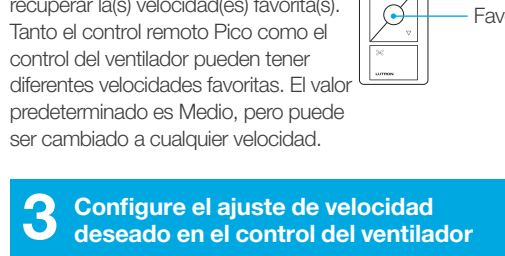 recuperar la(s) velocidad(es) favorita(s).
Tanto el control remoto Pico como el
control del ventilador pueden tener
diferentes velocidades favoritas. El valor
predeterminado es Medio, pero puede
ser cambiado a cualquier velocidad.
Fav
LUTRON
3 Configure el ajuste de velocidad
deseado en el control del ventilador